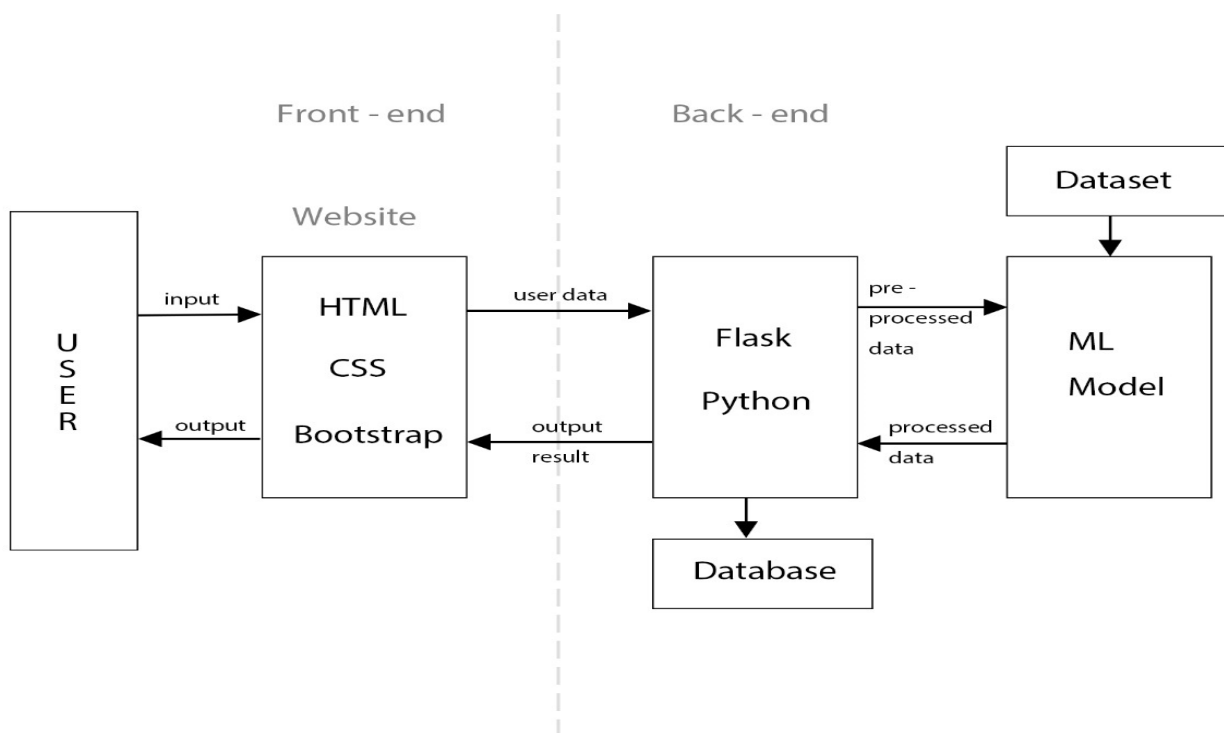 Front - end
Back - end
Dataset
Website
USER
input
HTML
CSS
Bootstrap
output
user data
output
result
Flask
Python
pre -
processed
data
processed
data
ML
Model
Database